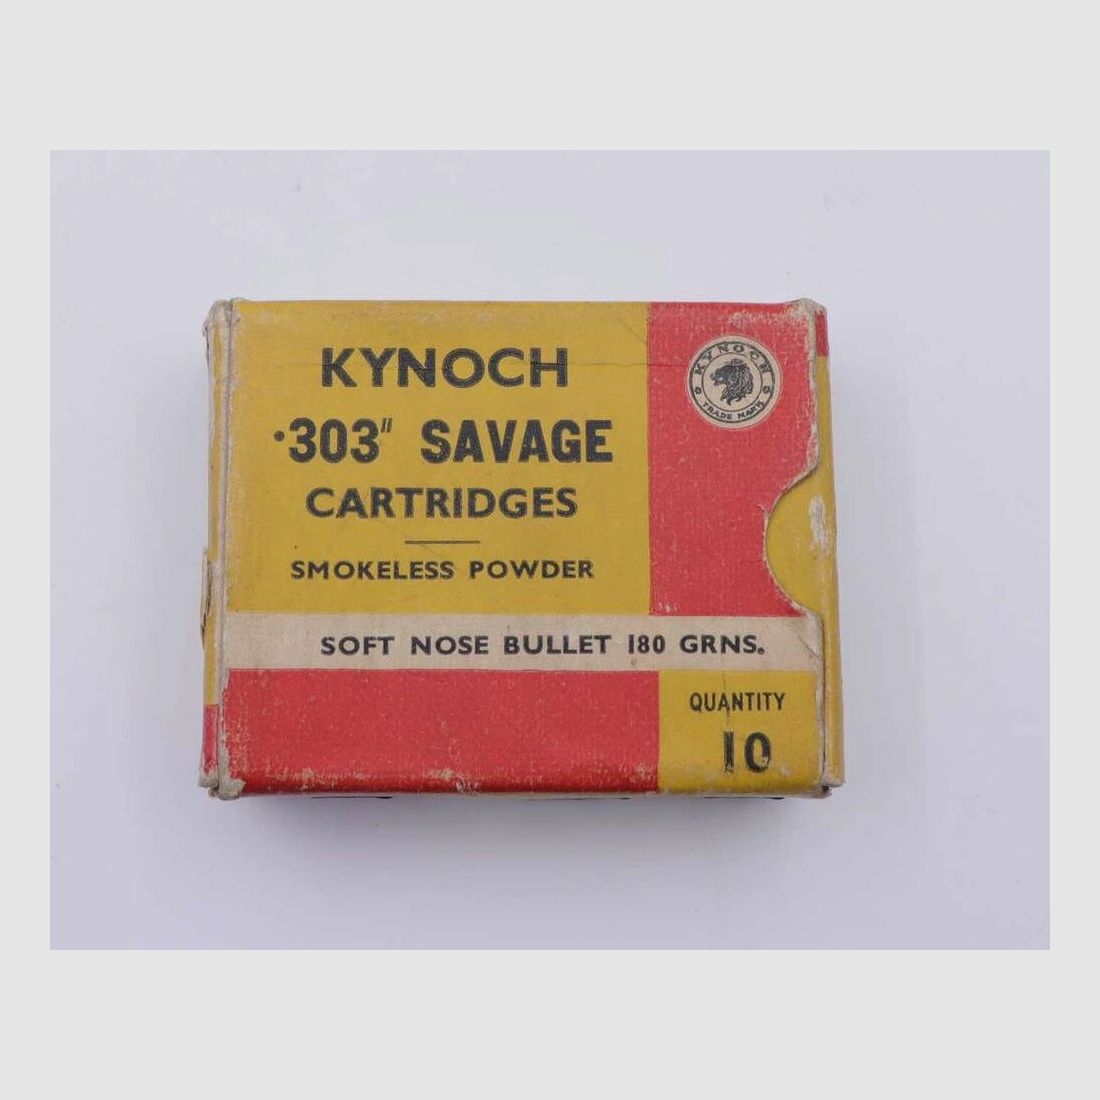 KYNOCH
·303" SAVAGE
CARTRIDGES
SMOKELESS POWDER
KYNOCH
TRADE MARK
SOFT NOSE BULLET 180 GRNS.
QUANTITY
10